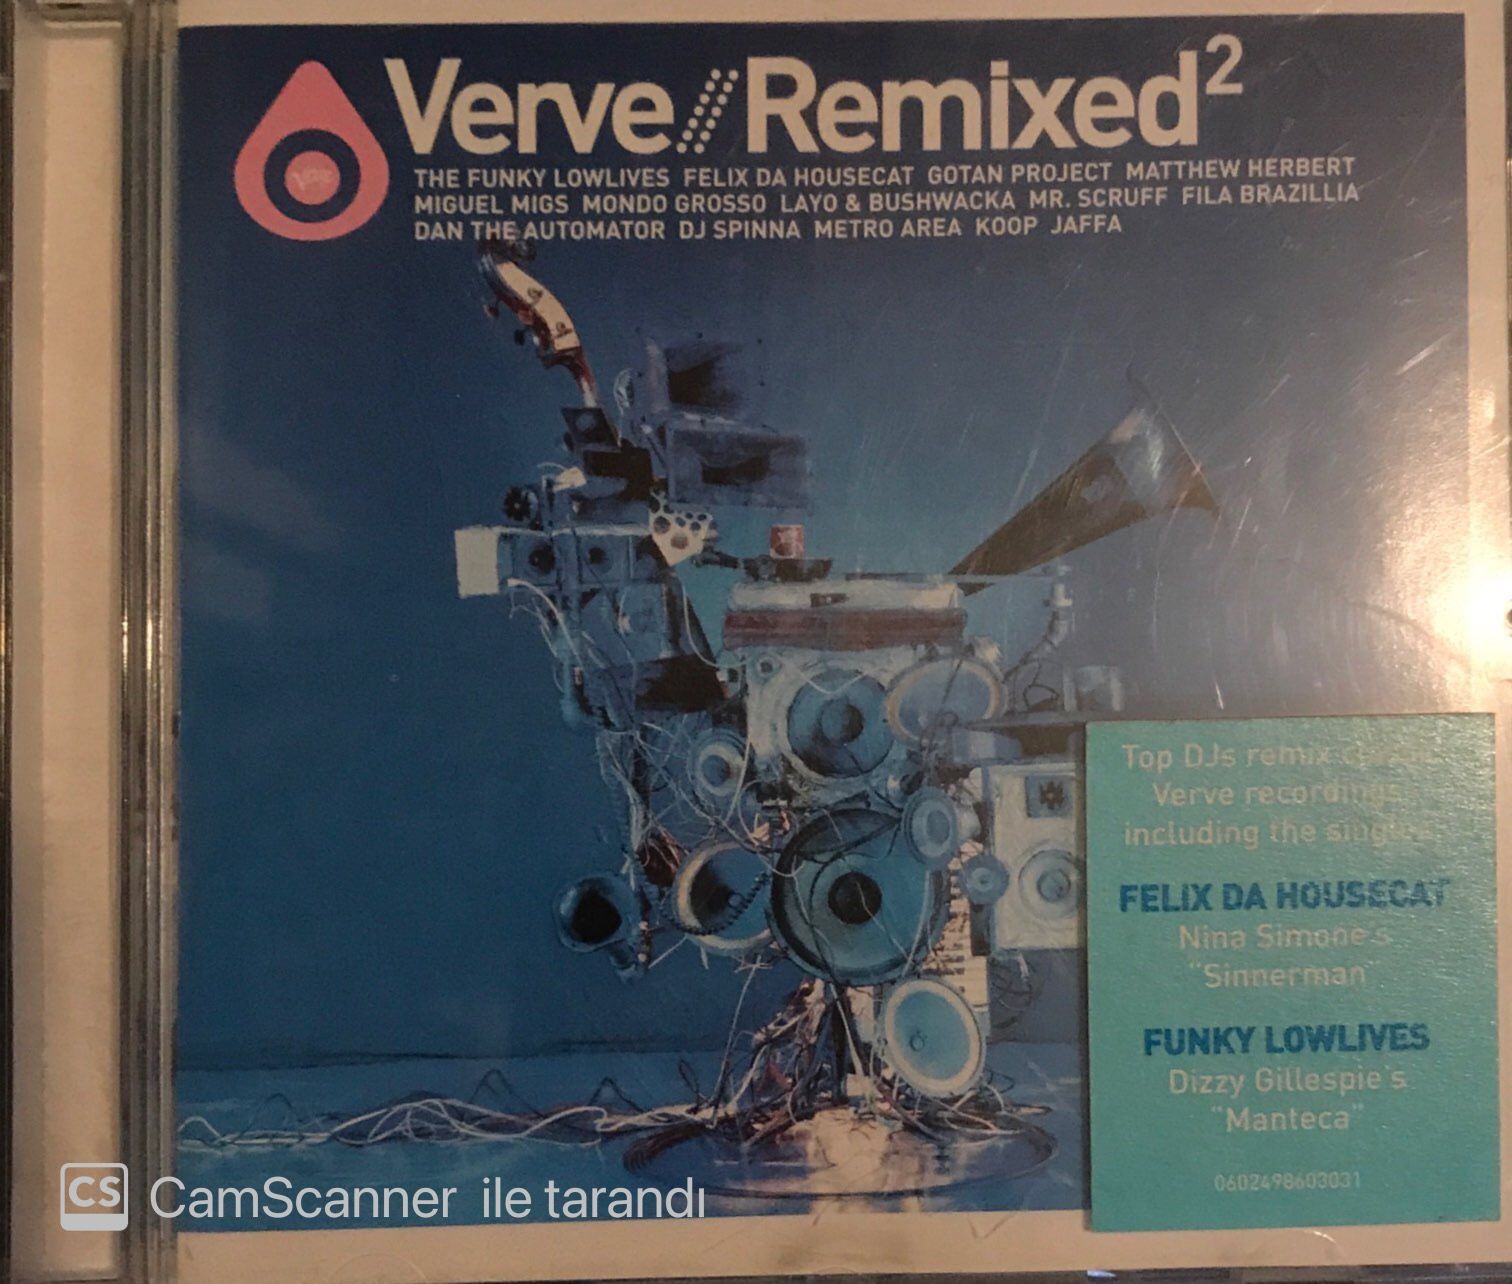 Verve//Remixed²
THE FUNKY LOWLIVES FELIX DA HOUSECAT GOTAN PROJECT MATTHEW HERBERT
MIGUEL MIGS MONDO GROSSO LAYO & BUSHWACKA MR. SCRUFF FILA BRAZILLIA
DAN THE AUTOMATOR DJ SPINNA METRO AREA KOOP JAFFA
Top DJs remix
Verve recordings
including the singles
FELIX DA HOUSECAT
Nina Simone's
"Sinnerman"
FUNKY LOWLIVES
Dizzy Gillespie's
"Manteca"
0602498603031
CS CamScanner ile tarandı